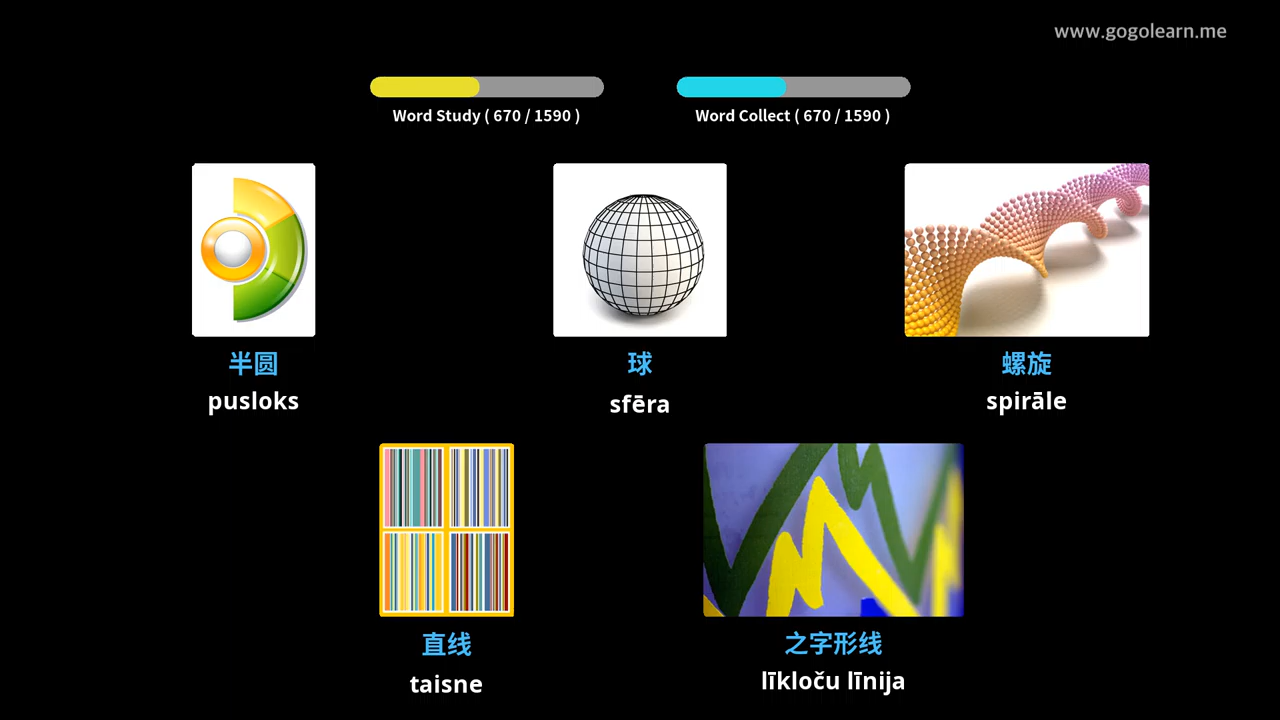 www.gogolearn.me
Word Study ( 670 / 1590 )
Word Collect ( 670 / 1590 )
半圆
pusloks
球
sfēra
螺旋
spirāle
直线
taisne
之字形线
līkloču līnija